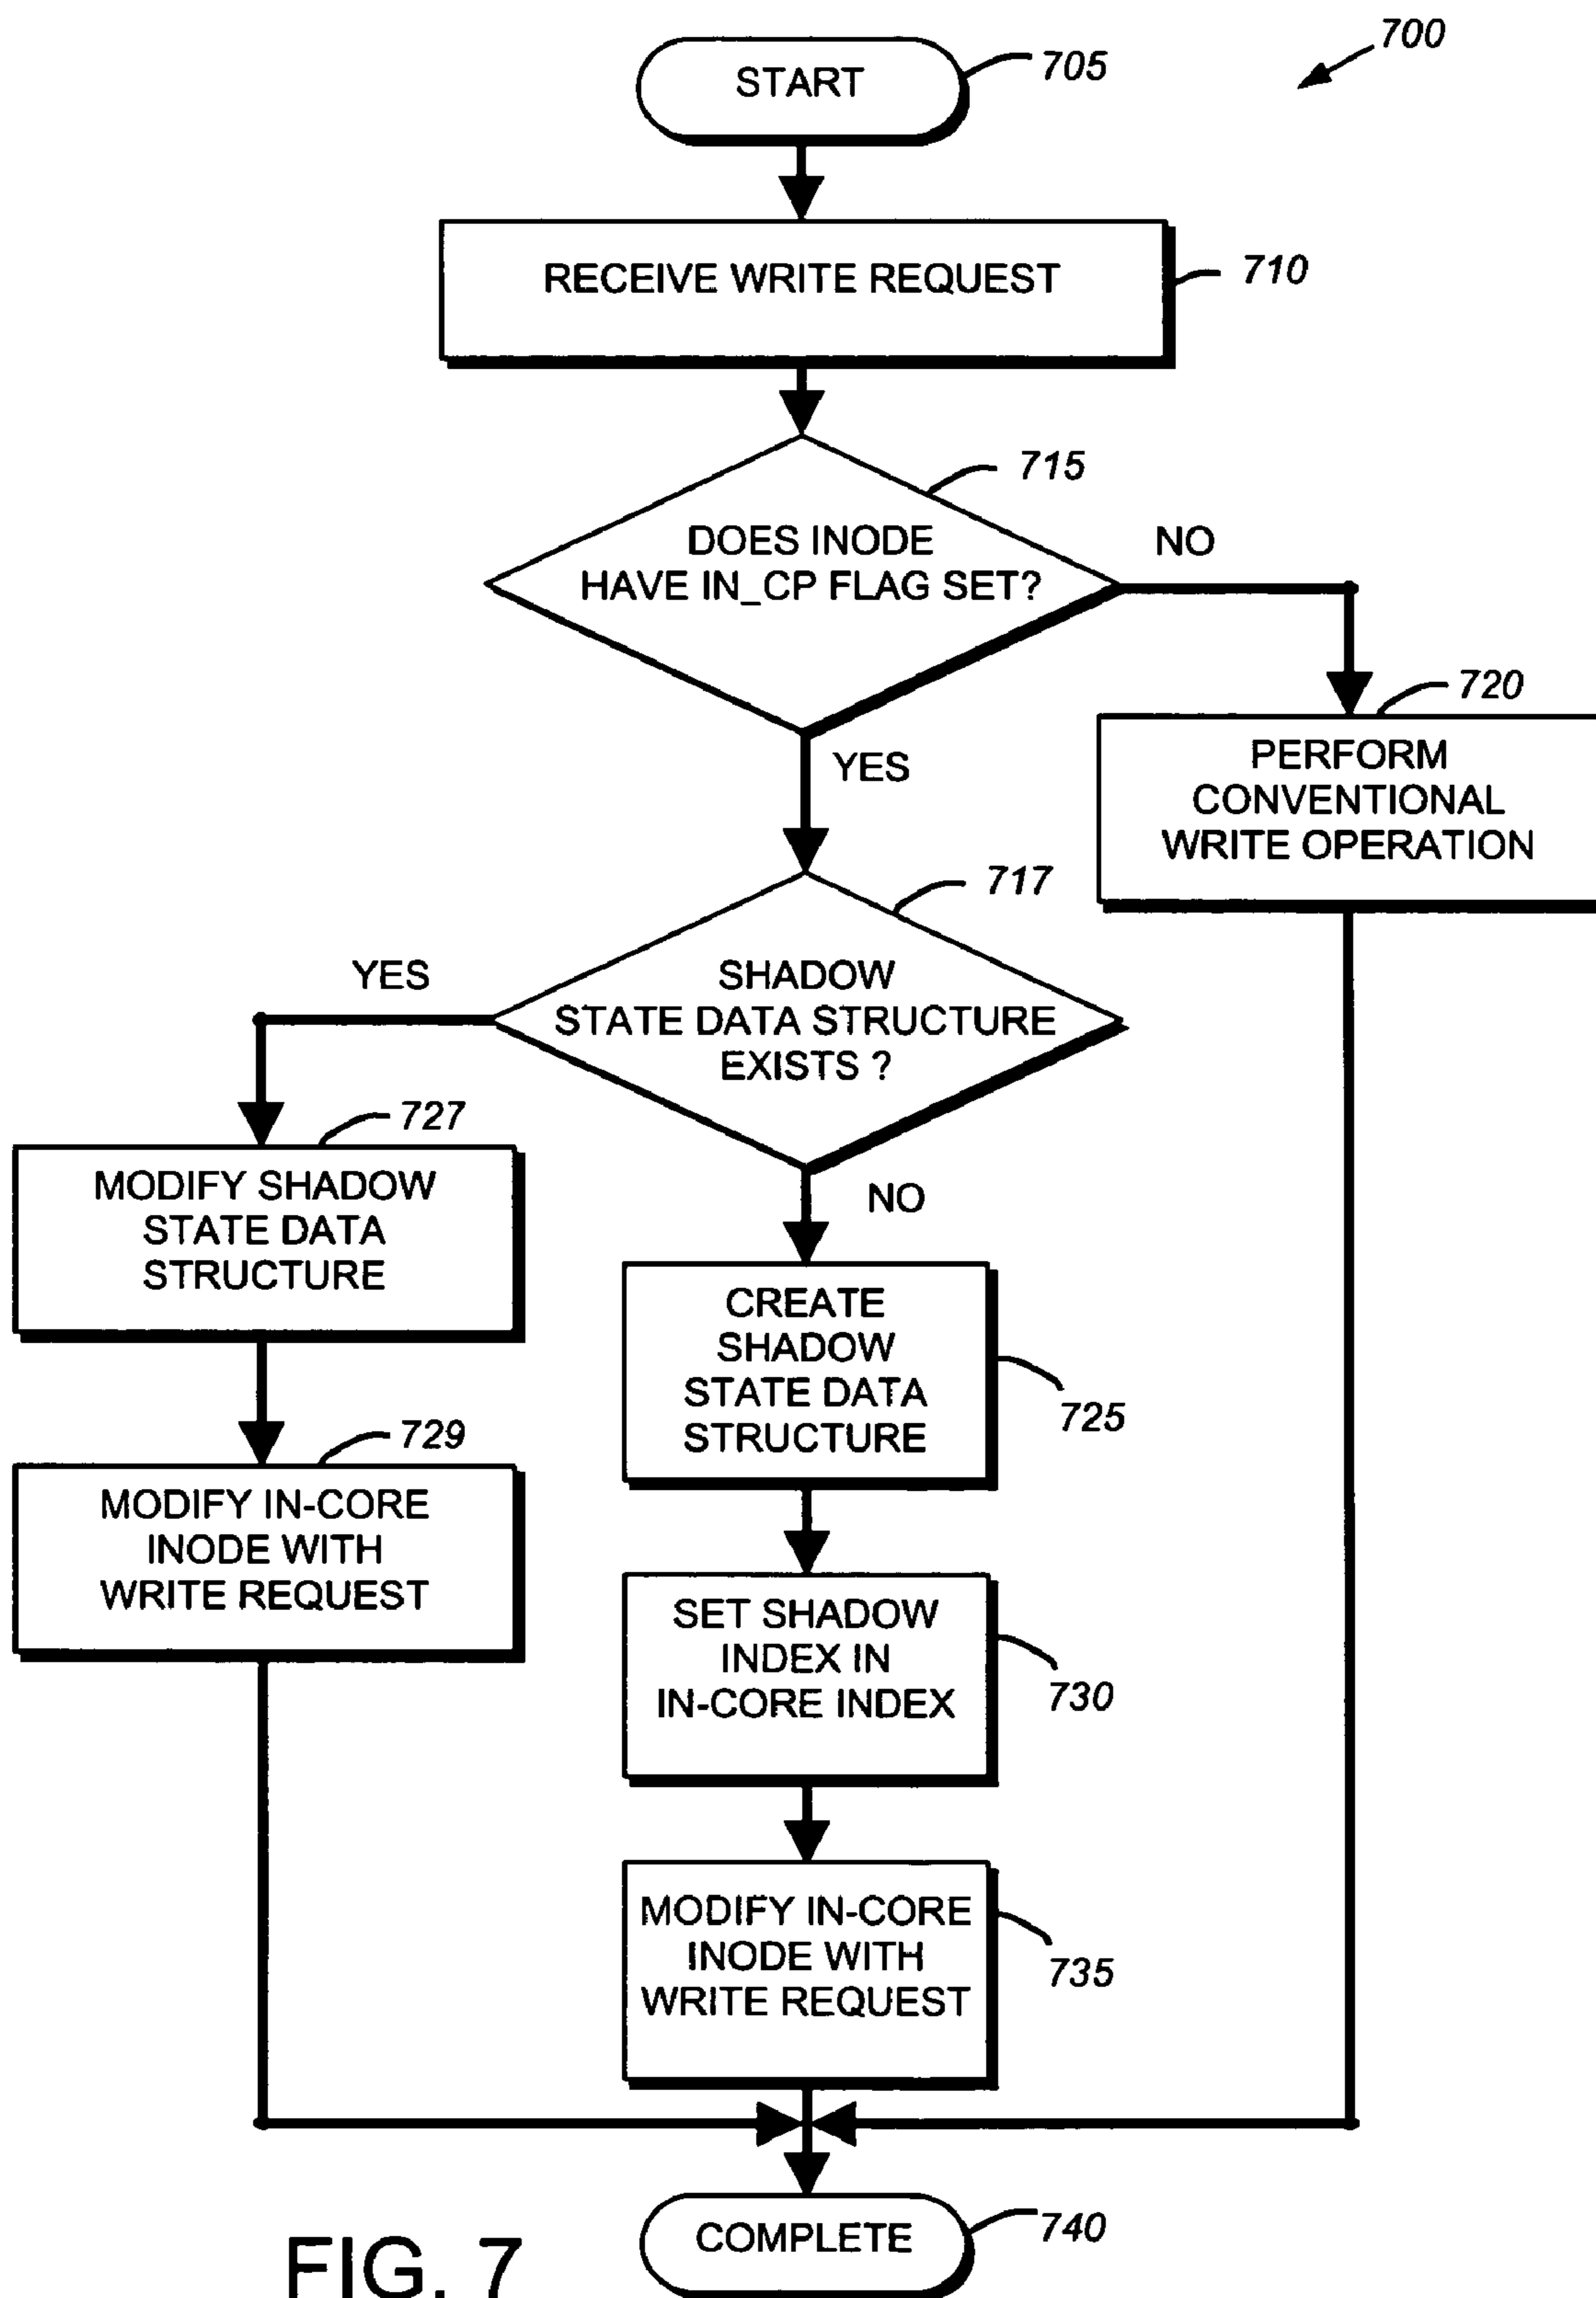 700
START
705
RECEIVE WRITE REQUEST
710
715
DOES INODE
HAVE IN_CP FLAG SET?
NO
YES
720
PERFORM
CONVENTIONAL
WRITE OPERATION
717
SHADOW
STATE DATA STRUCTURE
EXISTS ?
YES
NO
727
MODIFY SHADOW
STATE DATA
STRUCTURE
729
MODIFY IN-CORE
INODE WITH
WRITE REQUEST
CREATE
SHADOW
STATE DATA
STRUCTURE
725
SET SHADOW
INDEX IN
IN-CORE INDEX
730
MODIFY IN-CORE
INODE WITH
WRITE REQUEST
735
COMPLETE
740
FIG. 7